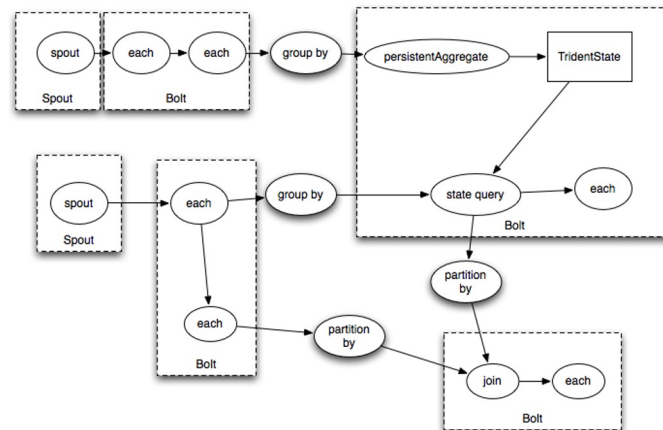 spout
each
each
group by
persistentAggregate
TridentState
Spout
Bolt
spout
each
group by
state query
each
Spout
Bolt
partition
by
each
partition
by
Bolt
join
each
Bolt